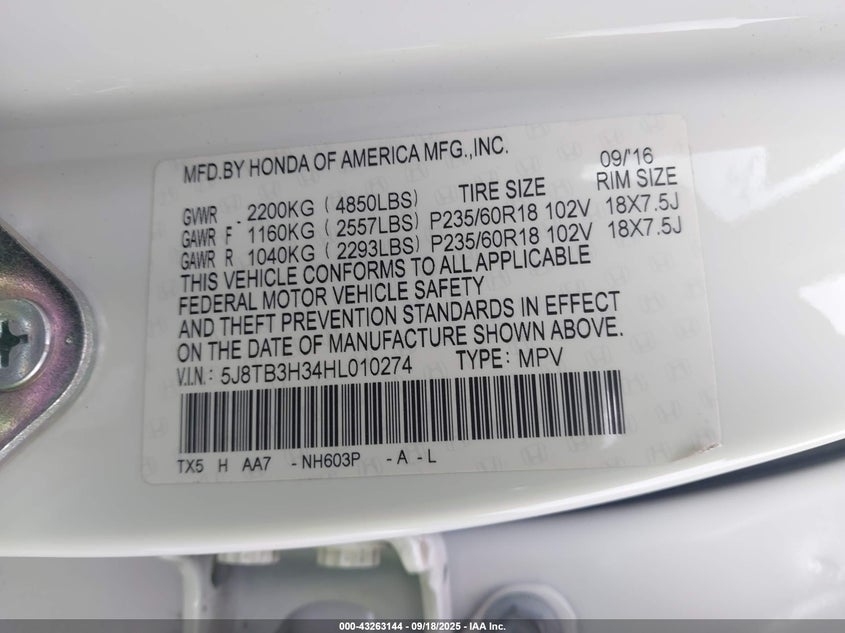 MFD.BY HONDA OF AMERICA MFG.,INC. 09/16
TIRE SIZE RIM SIZE
GVWR - 2200KG ( 4850LBS)
GAWR F 1160KG ( 2557LBS) P235/60R18 102V 18X7.5J
GAWR R 1040KG ( 2293LBS) P235/60R18 102V 18X7.5J
THIS VEHICLE CONFORMS TO ALL APPLICABLE
FEDERAL MOTOR VEHICLE SAFETY
AND THEFT PREVENTION STANDARDS IN EFFECT
ON THE DATE OF MANUFACTURE SHOWN ABOVE.
V.I.N.: 5J8TB3H34HL010274 TYPE: MPV
TX5 H AA7 -NH603P -A -L
000-43263144 - 09/18/2025 - IAA Inc.